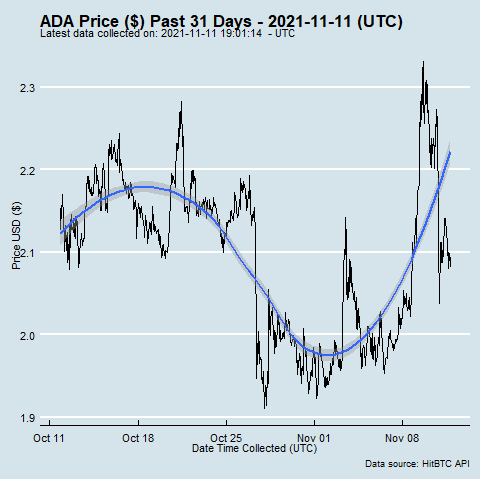 ADA Price ($) Past 31 Days - 2021-11-11 (UTC)
Latest data collected on: 2021-11-11 19:01:14 - UTC
Price USD ($)
2.3
2.2
2.1
2.0
1.9
Oct 11 Oct 18 Oct 25 Nov 01 Nov 08
Date Time Collected (UTC)
Data source: HitBTC API